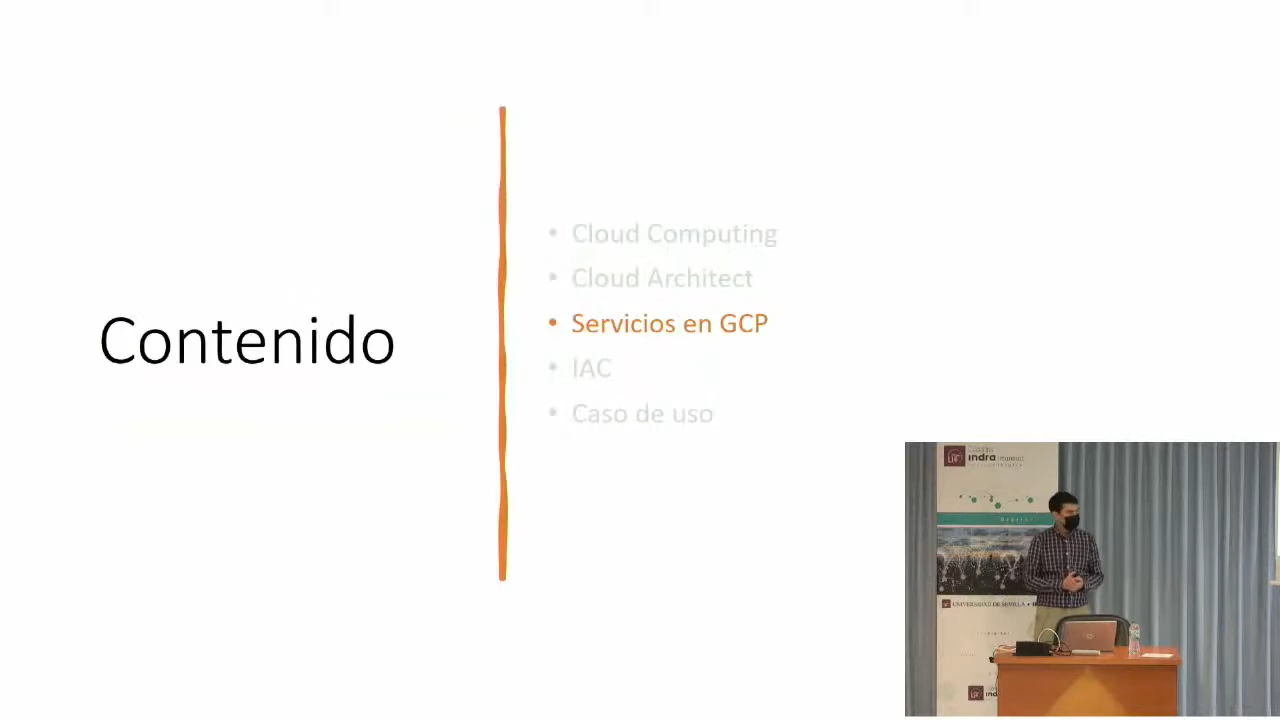 Contenido
• Cloud Computing
• Cloud Architect
• Servicios en GCP
• IAC
• Caso de uso
indra
UNIVERSIDAD DE SEVILLA